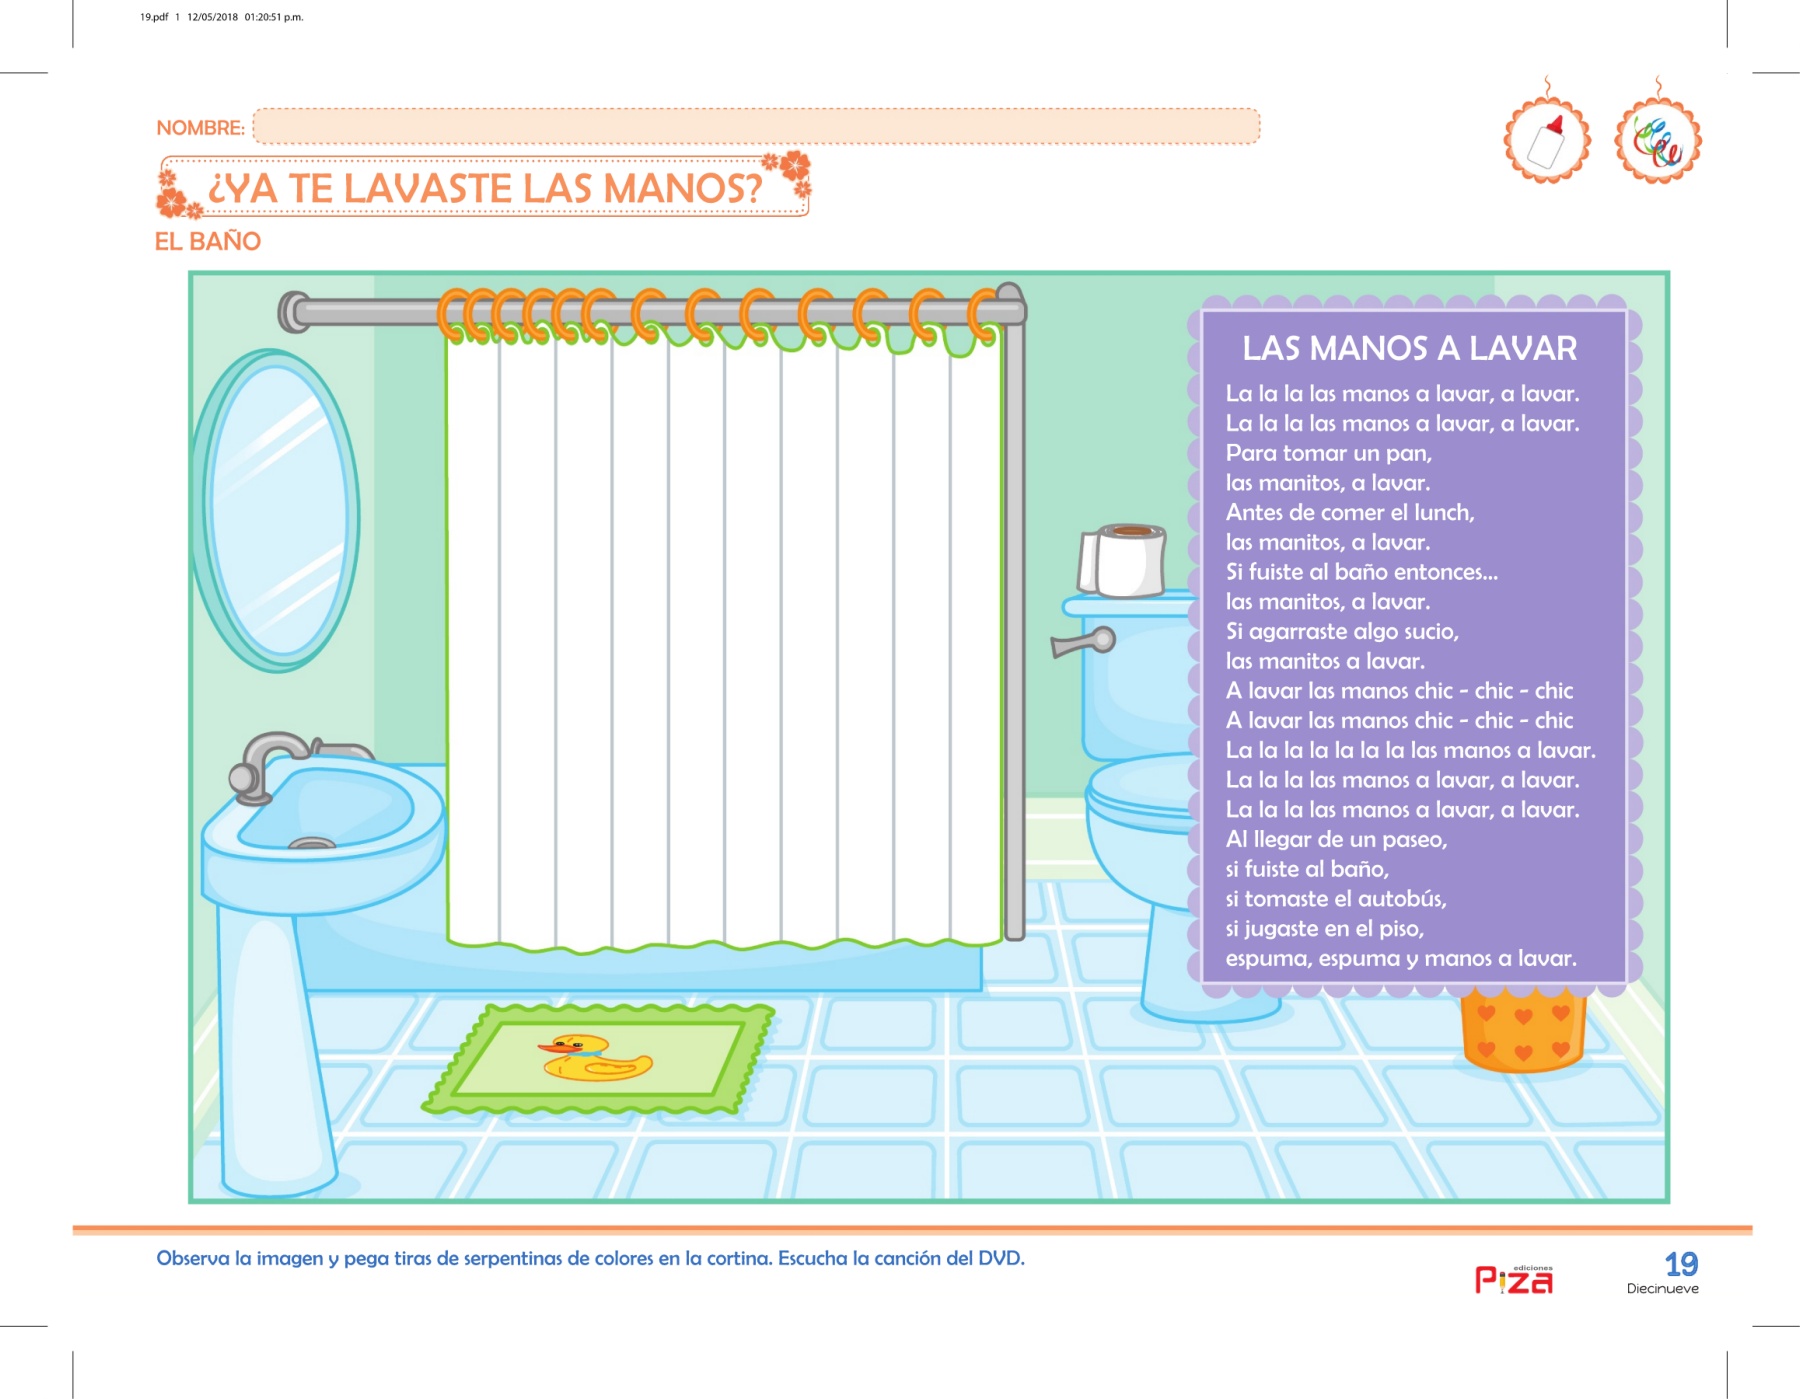 19.pdf 1 12/05/2018 01:20:51 p.m.
NOMBRE:
¿YA TE LAVASTE LAS MANOS?
EL BAÑO
LAS MANOS A LAVAR
La la la las manos a lavar, a lavar.
La la la las manos a lavar, a lavar.
Para tomar un pan,
las manitos, a lavar.
Antes de comer el lunch,
las manitos, a lavar.
Si fuiste al baño entonces...
las manitos, a lavar.
Si agarraste algo sucio,
las manitos a lavar.
A lavar las manos chic - chic - chic
A lavar las manos chic - chic - chic
La la la la la la la las manos a lavar.
La la la las manos a lavar, a lavar.
La la la las manos a lavar, a lavar.
Al llegar de un paseo,
si fuiste al baño,
si tomaste el autobús,
si jugaste en el piso,
espuma, espuma y manos a lavar.
Observa la imagen y pega tiras de serpentinas de colores en la cortina. Escucha la canción del DVD.
ediciones
Piza
19
Diecinueve